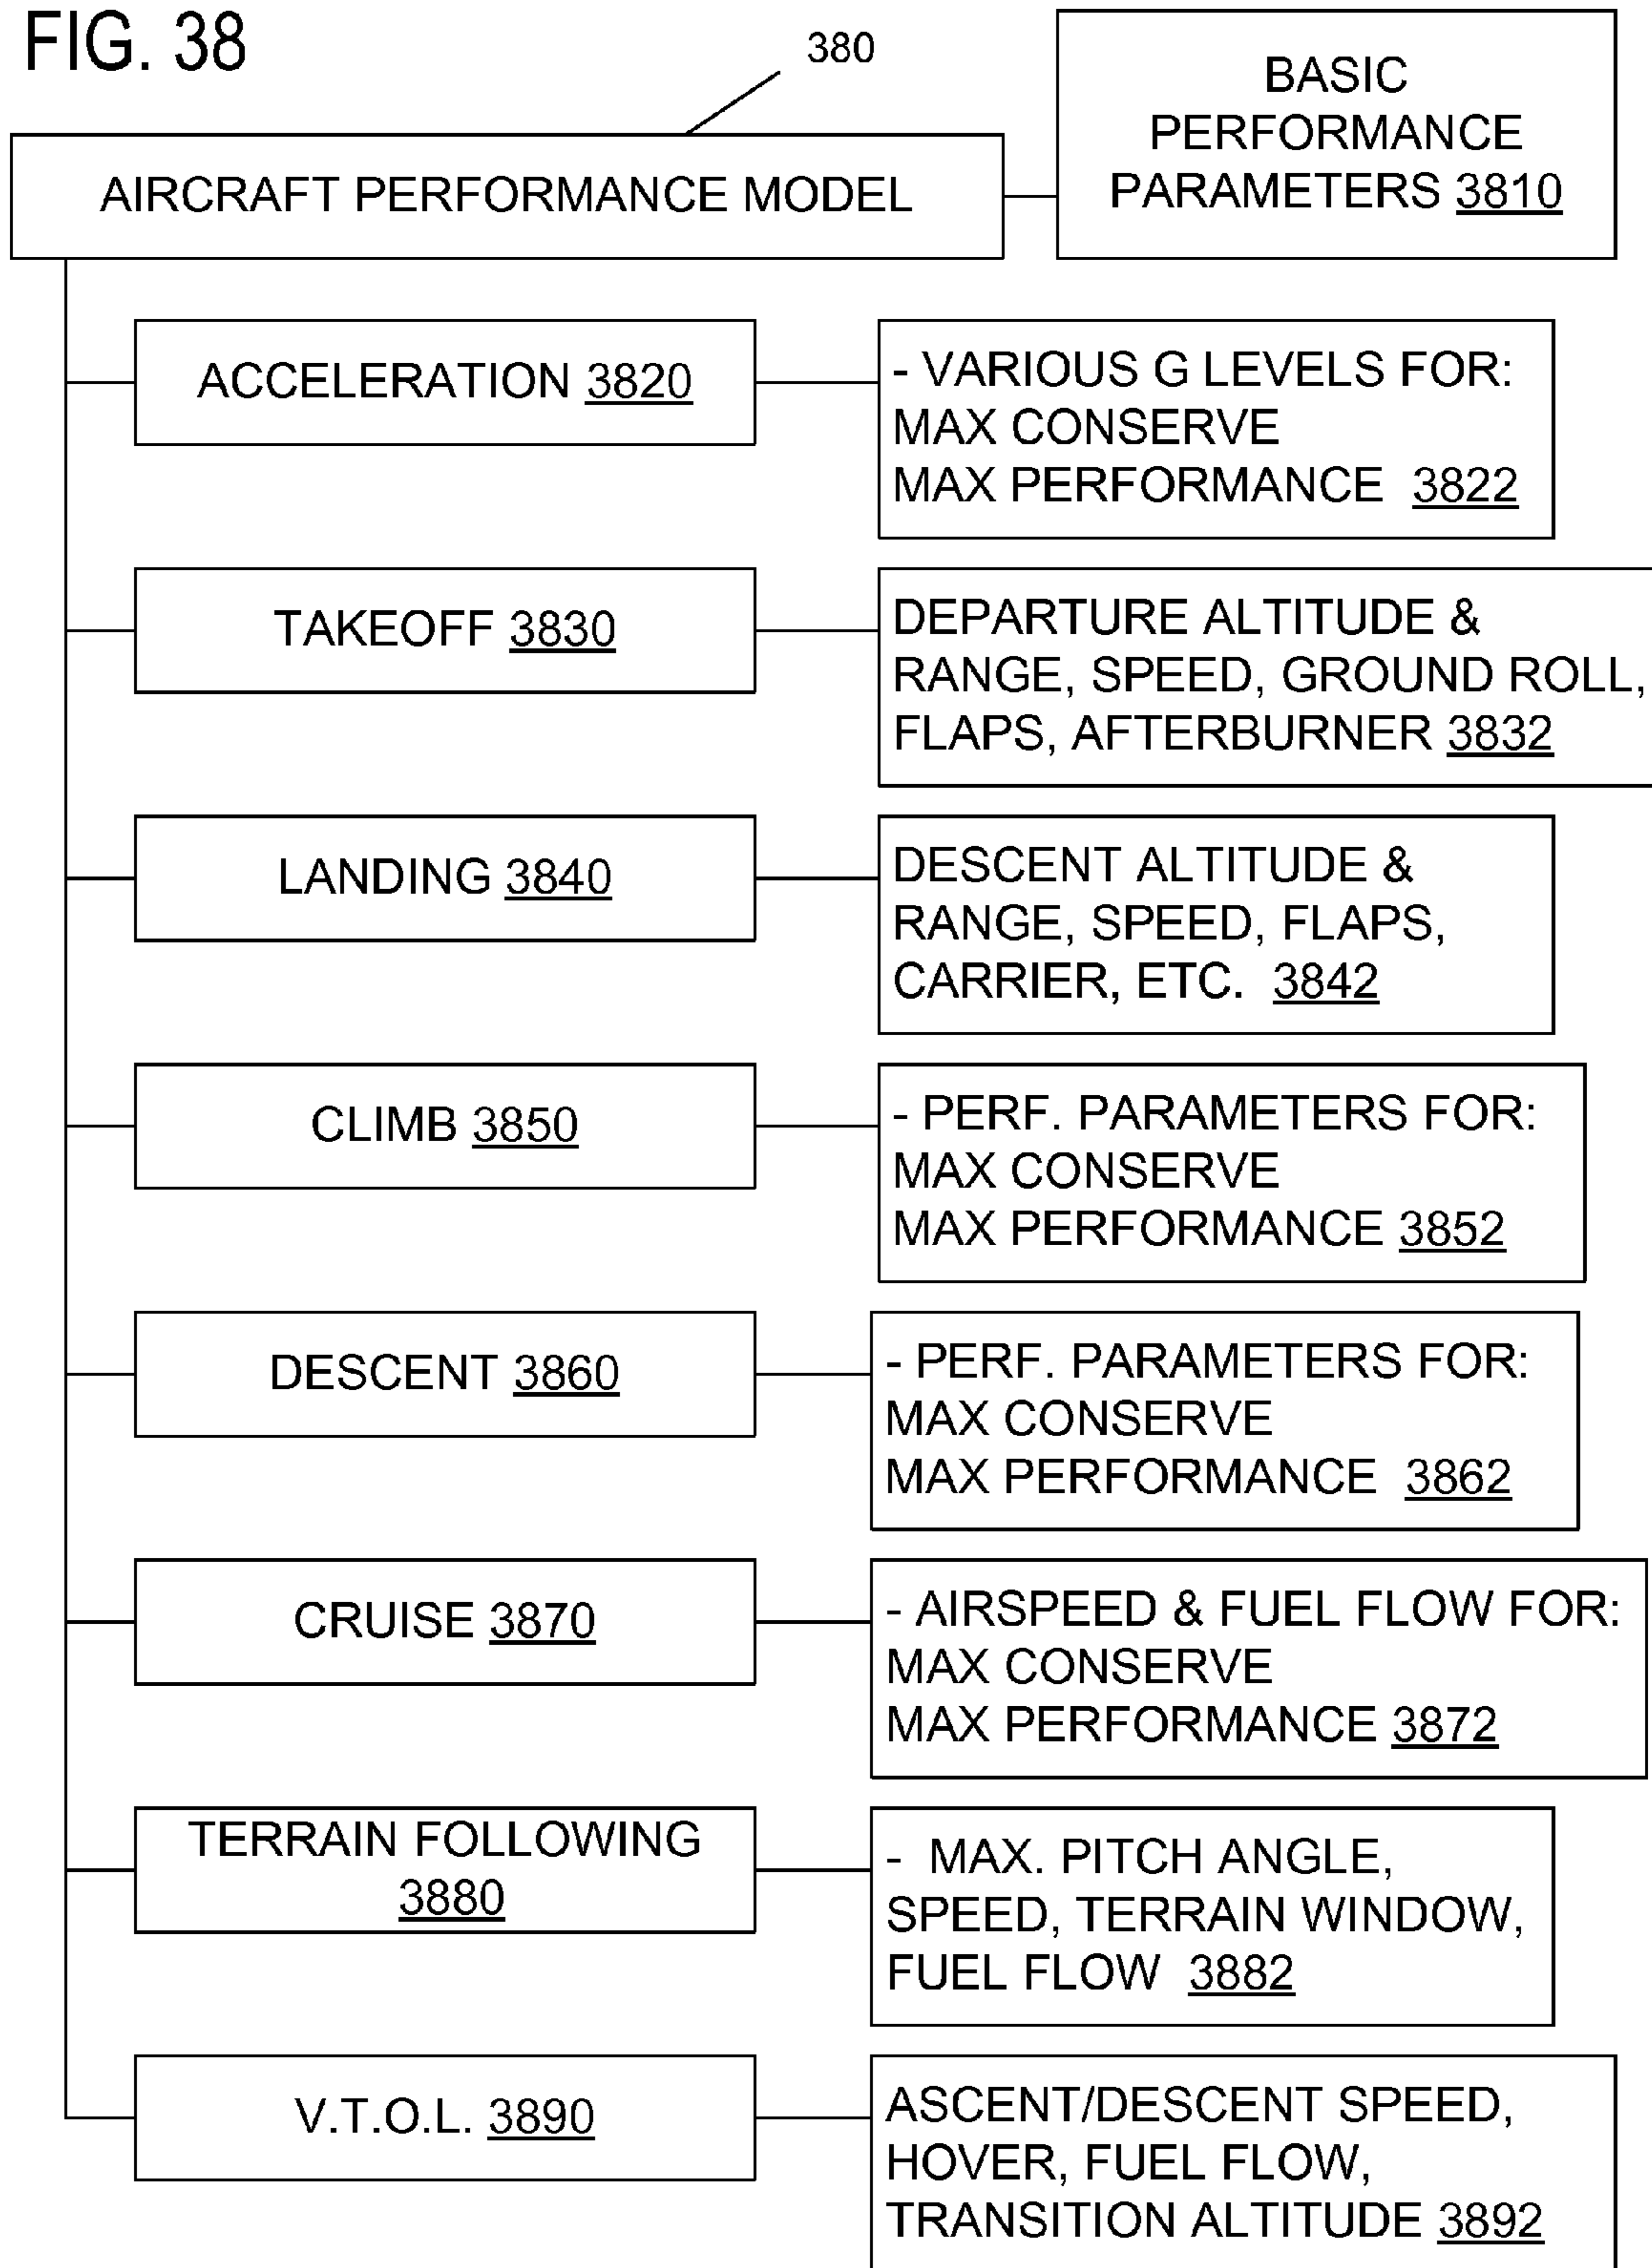 FIG. 38
380
AIRCRAFT PERFORMANCE MODEL
BASIC
PERFORMANCE
PARAMETERS 3810
ACCELERATION 3820
- VARIOUS G LEVELS FOR:
MAX CONSERVE
MAX PERFORMANCE 3822
TAKEOFF 3830
DEPARTURE ALTITUDE &
RANGE, SPEED, GROUND ROLL,
FLAPS, AFTERBURNER 3832
LANDING 3840
DESCENT ALTITUDE &
RANGE, SPEED, FLAPS,
CARRIER, ETC. 3842
CLIMB 3850
- PERF. PARAMETERS FOR:
MAX CONSERVE
MAX PERFORMANCE 3852
DESCENT 3860
- PERF. PARAMETERS FOR:
MAX CONSERVE
MAX PERFORMANCE 3862
CRUISE 3870
- AIRSPEED & FUEL FLOW FOR:
MAX CONSERVE
MAX PERFORMANCE 3872
TERRAIN FOLLOWING
3880
- MAX. PITCH ANGLE,
SPEED, TERRAIN WINDOW,
FUEL FLOW 3882
V.T.O.L. 3890
ASCENT/DESCENT SPEED,
HOVER, FUEL FLOW,
TRANSITION ALTITUDE 3892